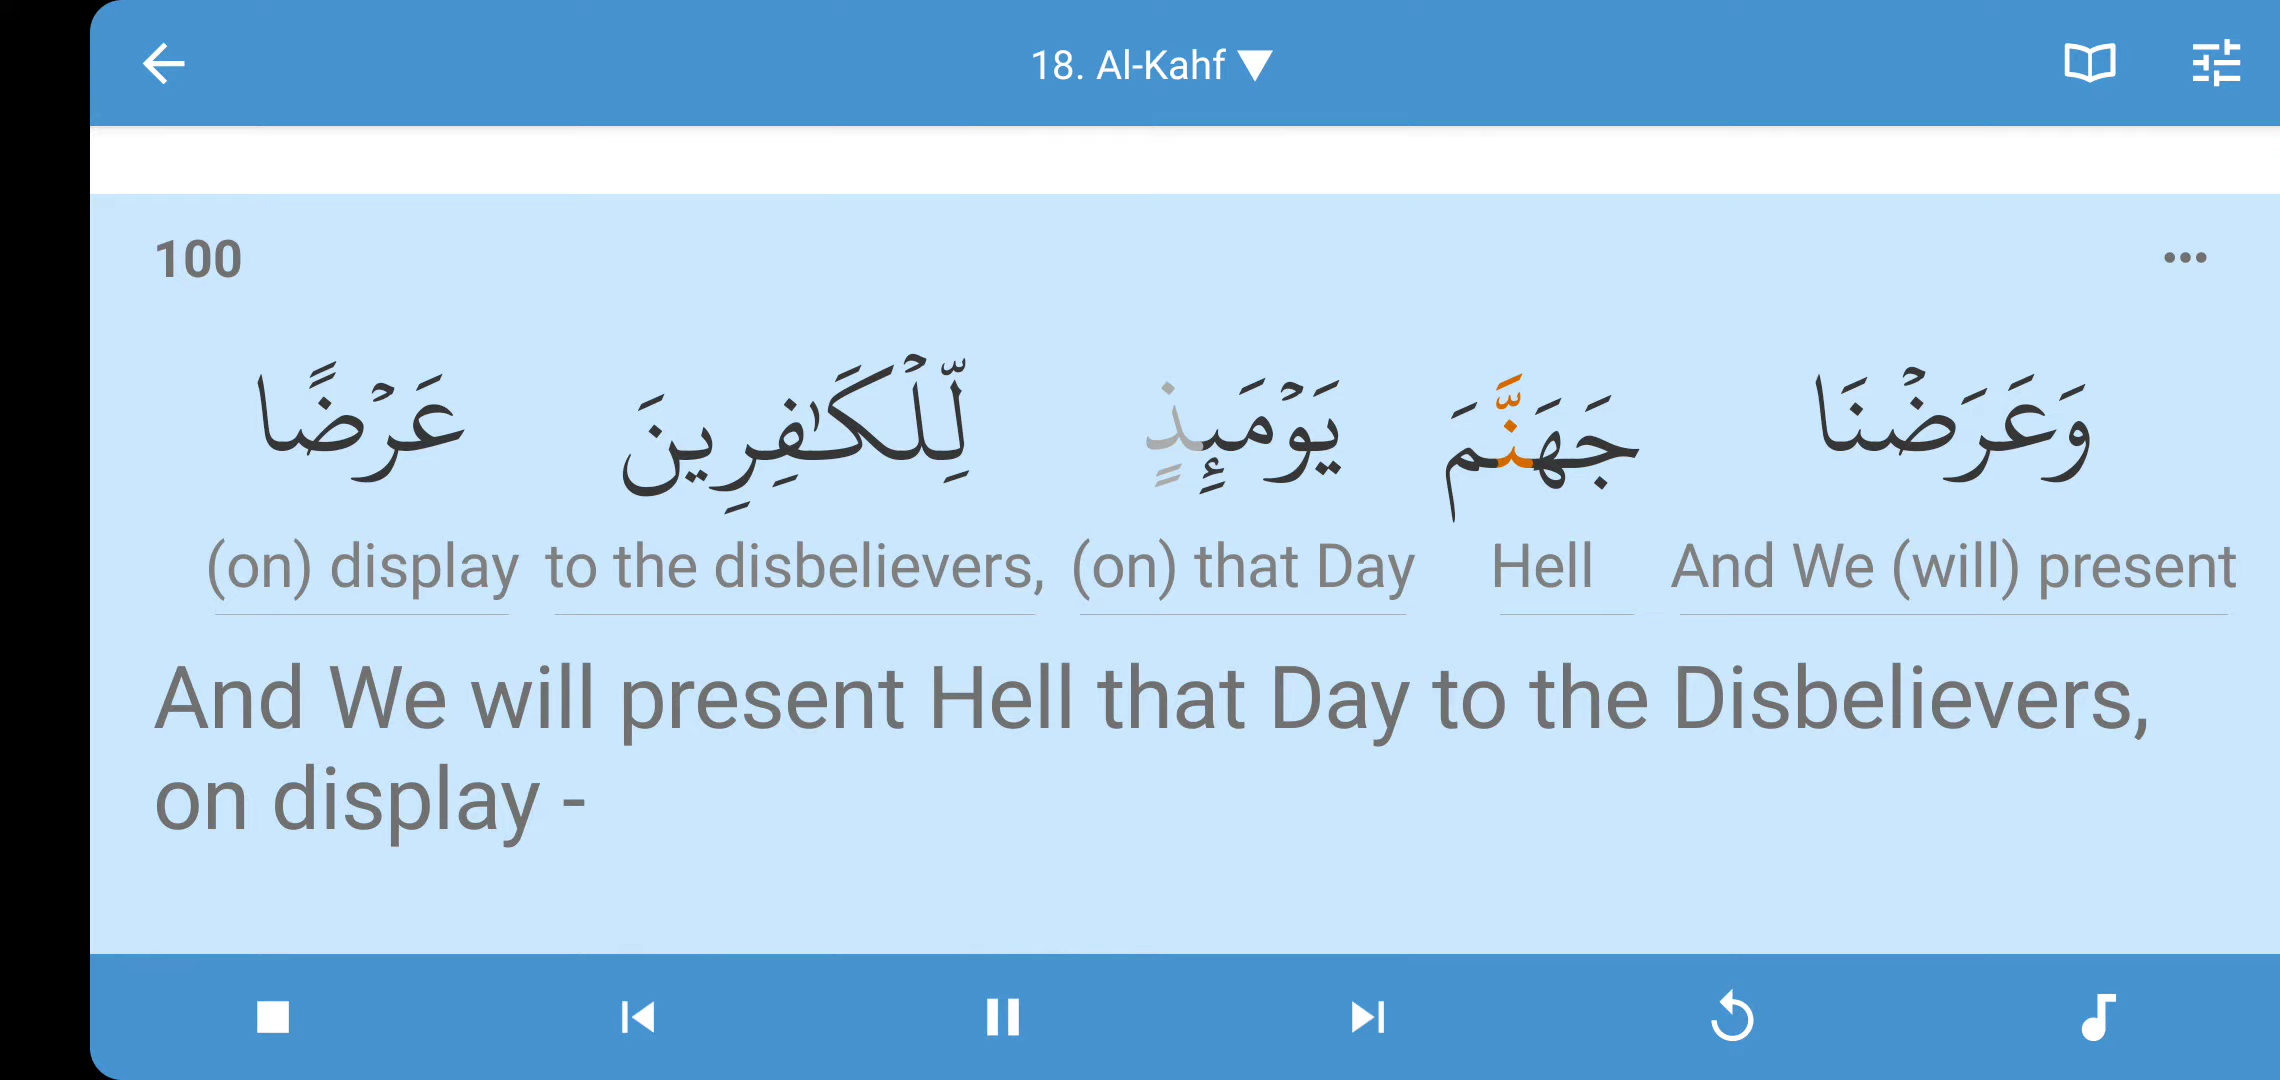 18. Al-Kahf
100
وَعَرَضۡنَا جَهَنَّمَ يَوۡمَئِذٖ لِّلۡكَٰفِرِينَ عَرۡضًا
And We (will) present Hell (on) that Day to the disbelievers, (on) display
And We will present Hell that Day to the Disbelievers,
on display -